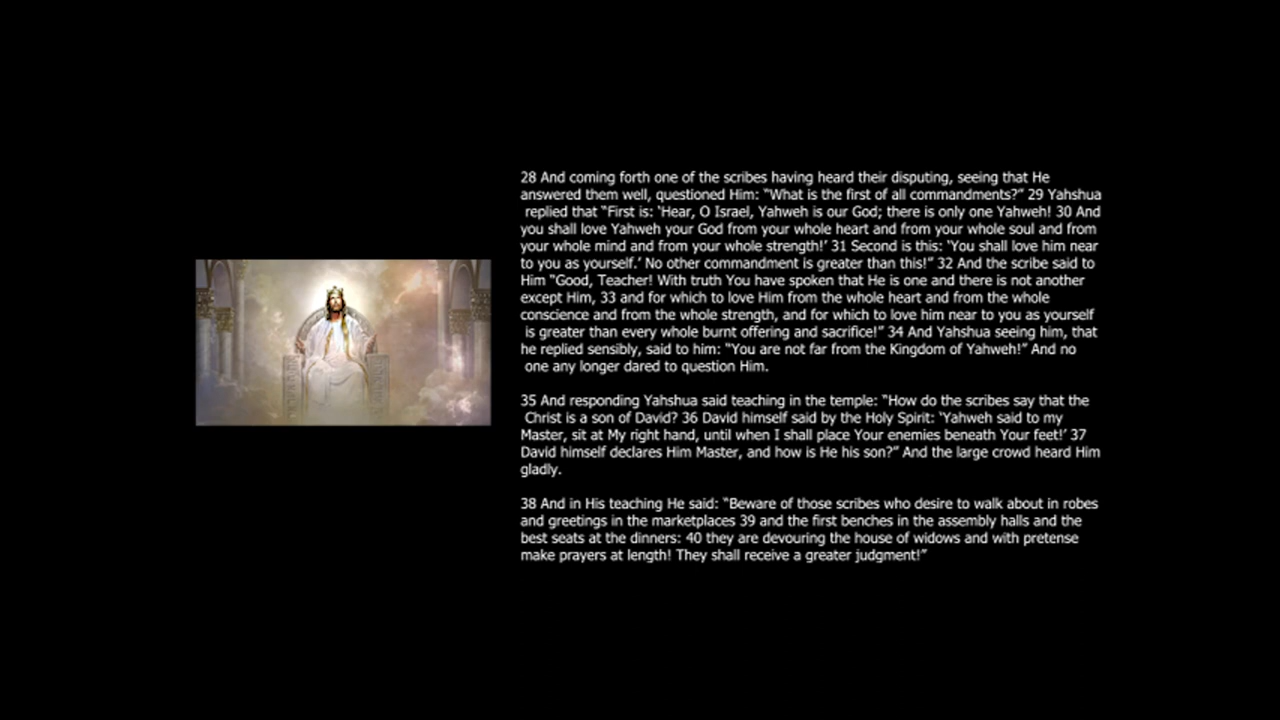 28 And coming forth one of the scribes having heard their disputing, seeing that He
answered them well, questioned Him: “What is the first of all commandments?” 29 Yahshua
replied that “First is: ‘Hear, O Israel, Yahweh is our God; there is only one Yahweh! 30 And
you shall love Yahweh your God from your whole heart and from your whole soul and from
your whole mind and from your whole strength!’ 31 Second is this: ‘You shall love him near
to you as yourself.’ No other commandment is greater than this!” 32 And the scribe said to
Him “Good, Teacher! With truth You have spoken that He is one and there is not another
except Him, 33 and for which to love Him from the whole heart and from the whole
conscience and from the whole strength, and for which to love him near to you as yourself
is greater than every whole burnt offering and sacrifice!” 34 And Yahshua seeing him, that
he replied sensibly, said to him: “You are not far from the Kingdom of Yahweh!” And no
one any longer dared to question Him.
35 And responding Yahshua said teaching in the temple: “How do the scribes say that the
Christ is a son of David? 36 David himself said by the Holy Spirit: ‘Yahweh said to my
Master, sit at My right hand, until when I shall place Your enemies beneath Your feet!’ 37
David himself declares Him Master, and how is He his son?” And the large crowd heard Him
gladly.
38 And in His teaching He said: “Beware of those scribes who desire to walk about in robes
and greetings in the marketplaces 39 and the first benches in the assembly halls and the
best seats at the dinners: 40 they are devouring the house of widows and with pretense
make prayers at length! They shall receive a greater judgment!”